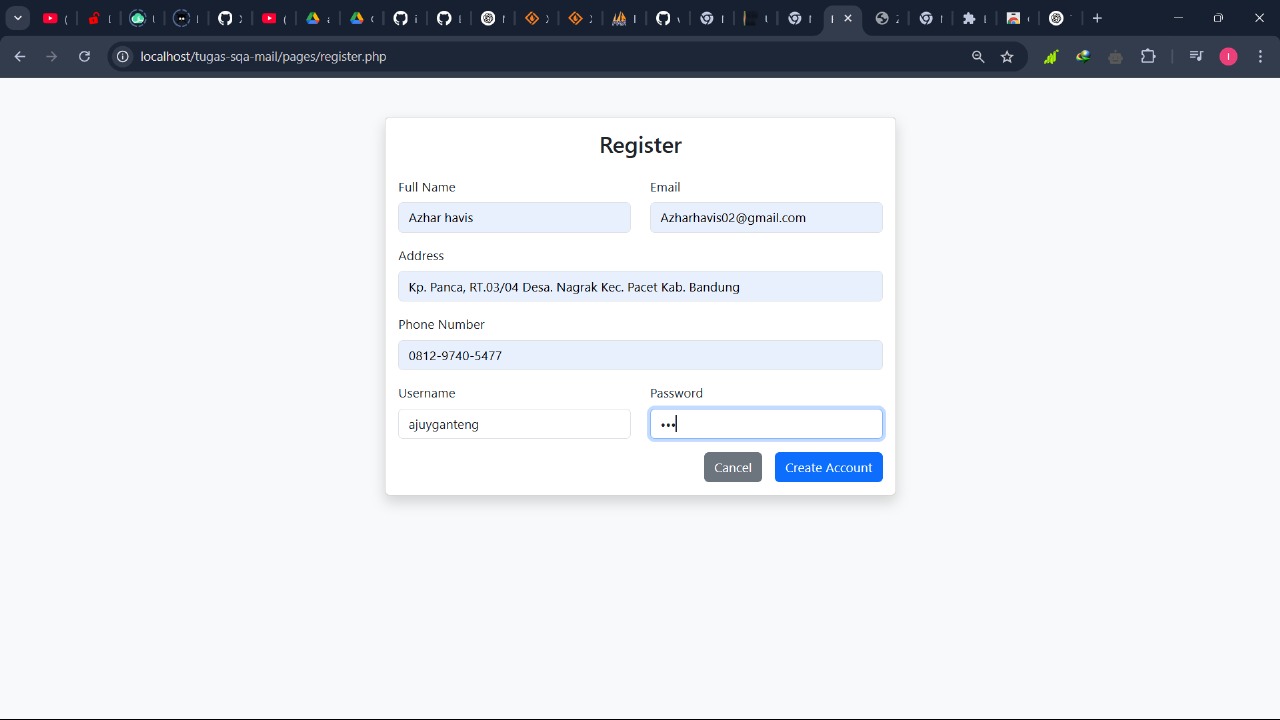 localhost/tugas-sqa-mail/pages/register.php
Register
Full Name
Email
Azhar havis
Azharhavis02@gmail.com
Address
Kp. Panca, RT.03/04 Desa. Nagrak Kec. Pacet Kab. Bandung
Phone Number
0812-9740-5477
Username
Password
ajuyganteng
•••
Cancel
Create Account